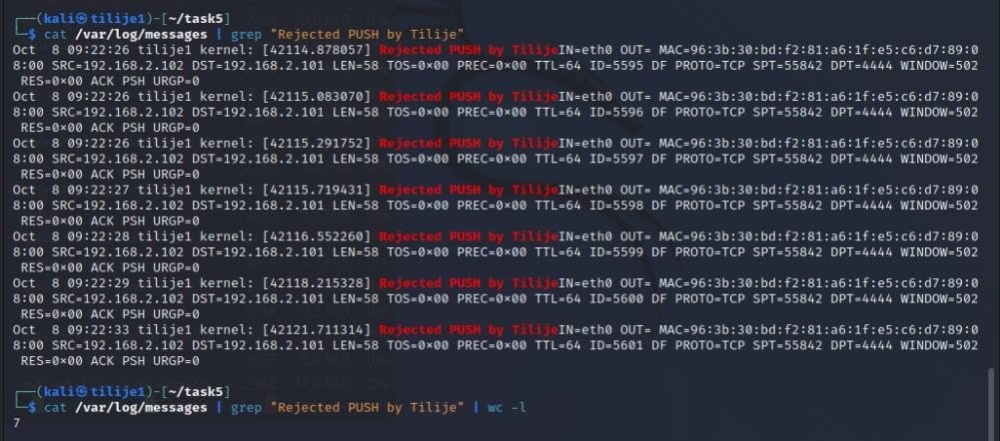 ┌──(kali㉿tilije1)-[~/task5]
└─$ cat /var/log/messages | grep "Rejected PUSH by Tilije"
Oct  8 09:22:26 tilije1 kernel: [42114.878057] Rejected PUSH by TilijeIN=eth0 OUT= MAC=96:3b:30:bd:f2:81:a6:1f:e5:c6:d7:89:0
8:00 SRC=192.168.2.102 DST=192.168.2.101 LEN=58 TOS=0×00 PREC=0×00 TTL=64 ID=5595 DF PROTO=TCP SPT=55842 DPT=4444 WINDOW=502
 RES=0×00 ACK PSH URGP=0
Oct  8 09:22:26 tilije1 kernel: [42115.083070] Rejected PUSH by TilijeIN=eth0 OUT= MAC=96:3b:30:bd:f2:81:a6:1f:e5:c6:d7:89:0
8:00 SRC=192.168.2.102 DST=192.168.2.101 LEN=58 TOS=0×00 PREC=0×00 TTL=64 ID=5596 DF PROTO=TCP SPT=55842 DPT=4444 WINDOW=502
 RES=0×00 ACK PSH URGP=0
Oct  8 09:22:26 tilije1 kernel: [42115.291752] Rejected PUSH by TilijeIN=eth0 OUT= MAC=96:3b:30:bd:f2:81:a6:1f:e5:c6:d7:89:0
8:00 SRC=192.168.2.102 DST=192.168.2.101 LEN=58 TOS=0×00 PREC=0×00 TTL=64 ID=5597 DF PROTO=TCP SPT=55842 DPT=4444 WINDOW=502
 RES=0×00 ACK PSH URGP=0
Oct  8 09:22:27 tilije1 kernel: [42115.719431] Rejected PUSH by TilijeIN=eth0 OUT= MAC=96:3b:30:bd:f2:81:a6:1f:e5:c6:d7:89:0
8:00 SRC=192.168.2.102 DST=192.168.2.101 LEN=58 TOS=0×00 PREC=0×00 TTL=64 ID=5598 DF PROTO=TCP SPT=55842 DPT=4444 WINDOW=502
 RES=0×00 ACK PSH URGP=0
Oct  8 09:22:28 tilije1 kernel: [42116.552260] Rejected PUSH by TilijeIN=eth0 OUT= MAC=96:3b:30:bd:f2:81:a6:1f:e5:c6:d7:89:0
8:00 SRC=192.168.2.102 DST=192.168.2.101 LEN=58 TOS=0×00 PREC=0×00 TTL=64 ID=5599 DF PROTO=TCP SPT=55842 DPT=4444 WINDOW=502
 RES=0×00 ACK PSH URGP=0
Oct  8 09:22:29 tilije1 kernel: [42118.215328] Rejected PUSH by TilijeIN=eth0 OUT= MAC=96:3b:30:bd:f2:81:a6:1f:e5:c6:d7:89:0
8:00 SRC=192.168.2.102 DST=192.168.2.101 LEN=58 TOS=0×00 PREC=0×00 TTL=64 ID=5600 DF PROTO=TCP SPT=55842 DPT=4444 WINDOW=502
 RES=0×00 ACK PSH URGP=0
Oct  8 09:22:33 tilije1 kernel: [42121.711314] Rejected PUSH by TilijeIN=eth0 OUT= MAC=96:3b:30:bd:f2:81:a6:1f:e5:c6:d7:89:0
8:00 SRC=192.168.2.102 DST=192.168.2.101 LEN=58 TOS=0×00 PREC=0×00 TTL=64 ID=5601 DF PROTO=TCP SPT=55842 DPT=4444 WINDOW=502
 RES=0×00 ACK PSH URGP=0
┌──(kali㉿tilije1)-[~/task5]
└─$ cat /var/log/messages | grep "Rejected PUSH by Tilije" | wc -l
7